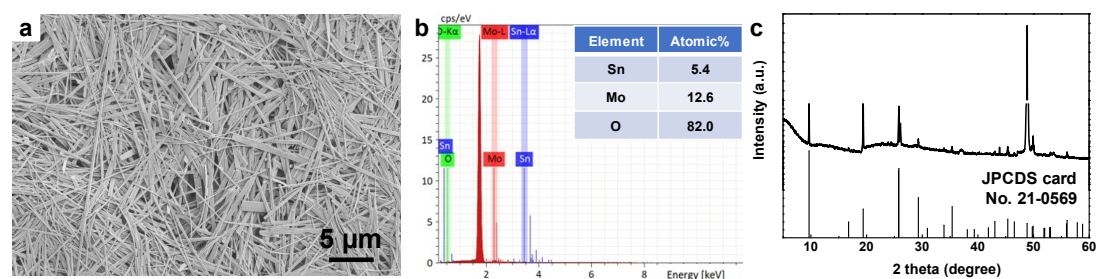 a
5 µm
b
cps/eV
25
20
15
10
5
0
O-Kα
Mo-L
Sn-Lα
Sn
O
Mo
Sn
2
4
6
8
Energy [keV]
Element Atomic%
Sn 5.4
Mo 12.6
O 82.0
c
Intensity (a.u.)
JPCDS card
No. 21-0569
10 20 30 40 50 60
2 theta (degree)